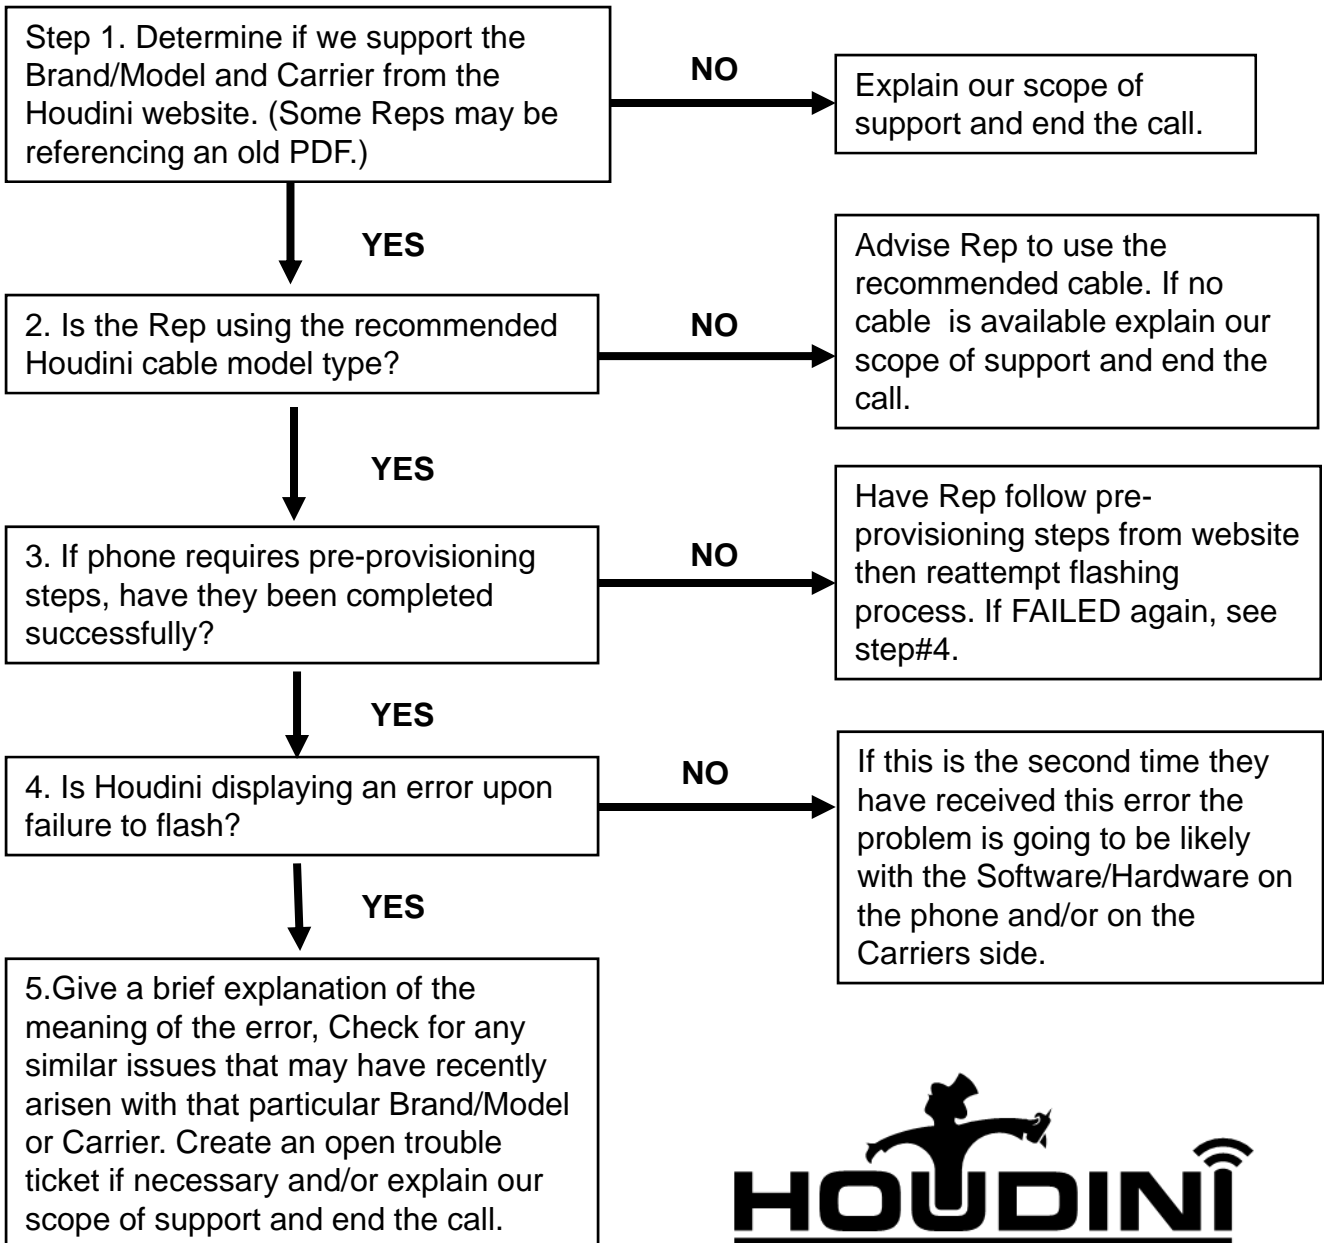 Step 1. Determine if we support the
Brand/Model and Carrier from the
Houdini website. (Some Reps may be
referencing an old PDF.)
NO
Explain our scope of
support and end the call.
YES
2. Is the Rep using the recommended
Houdini cable model type?
NO
Advise Rep to use the
recommended cable. If no
cable  is available explain our
scope of support and end the
call.
YES
3. If phone requires pre-provisioning
steps, have they been completed
successfully?
NO
Have Rep follow pre-
provisioning steps from website
then reattempt flashing
process. If FAILED again, see
step#4.
YES
4. Is Houdini displaying an error upon
failure to flash?
NO
If this is the second time they
have received this error the
problem is going to be likely
with the Software/Hardware on
the phone and/or on the
Carriers side.
YES
5.Give a brief explanation of the
meaning of the error, Check for any
similar issues that may have recently
arisen with that particular Brand/Model
or Carrier. Create an open trouble
ticket if necessary and/or explain our
scope of support and end the call.
HOUDINI